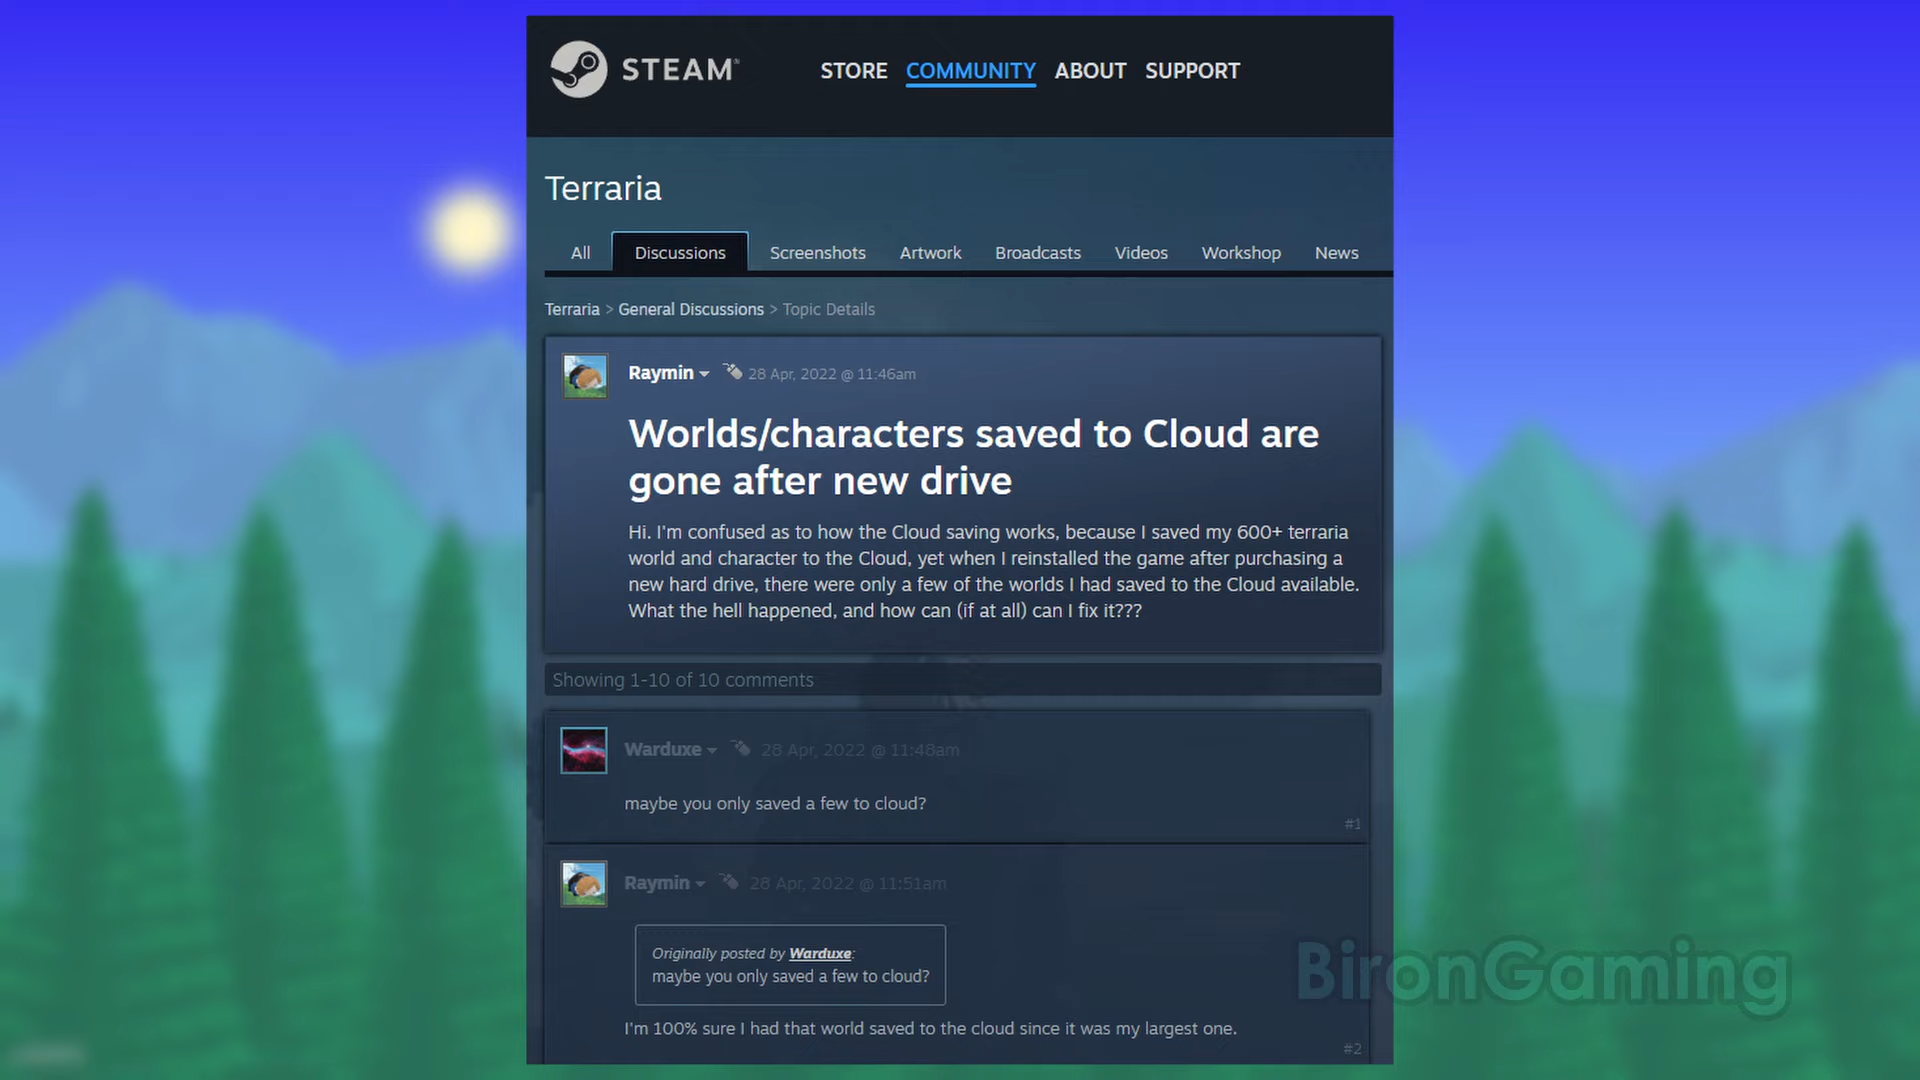 STEAM
STORE COMMUNITY ABOUT SUPPORT
Terraria
All Discussions Screenshots Artwork Broadcasts Videos Workshop News
Terraria > General Discussions > Topic Details
Raymin 28 Apr, 2022 @ 11:46am
Worlds/characters saved to Cloud are
gone after new drive
Hi. I'm confused as to how the Cloud saving works, because I saved my 600+ terraria
world and character to the Cloud, yet when I reinstalled the game after purchasing a
new hard drive, there were only a few of the worlds I had saved to the Cloud available.
What the hell happened, and how can (if at all) can I fix it???
Showing 1-10 of 10 comments
Warduxe 28 Apr, 2022 @ 11:48am
maybe you only saved a few to cloud?
#1
Raymin 28 Apr, 2022 @ 11:51am
Originally posted by Warduxe:
maybe you only saved a few to cloud?
I'm 100% sure I had that world saved to the cloud since it was my largest one.
#2
BironGaming